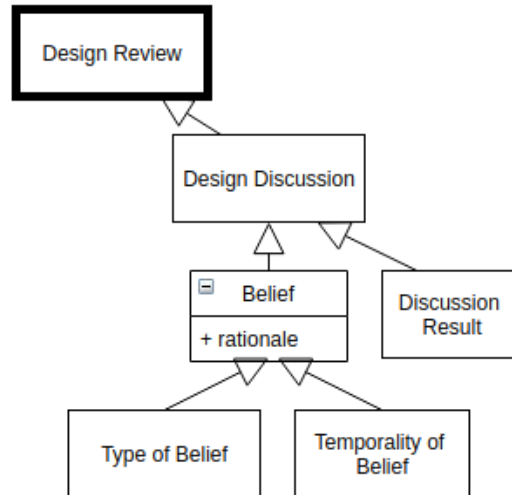 Design Review
Design Discussion
Belief
+ rationale
Discussion
Result
Type of Belief
Temporality of
Belief